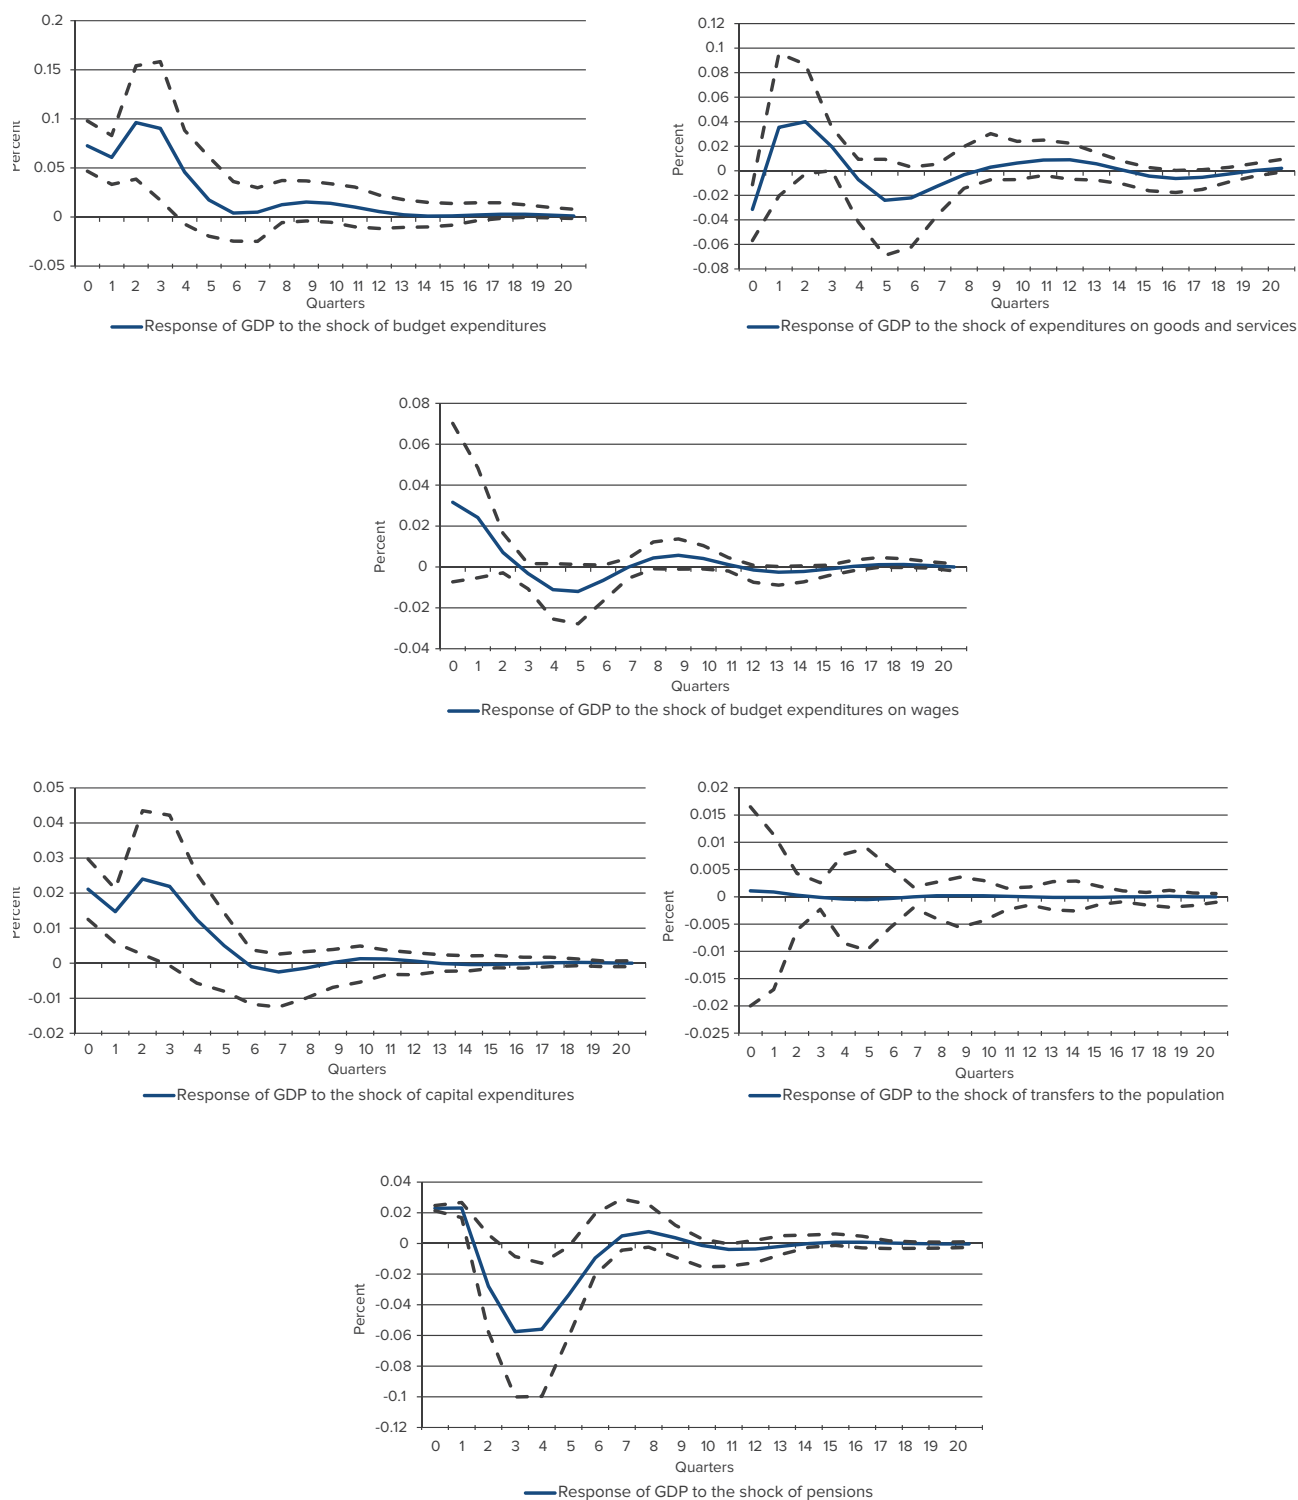 0.2
0.15
0.1
0.05
0
-0.05
Percent
0 1 2 3 4 5 6 7 8 9 10 11 12 13 14 15 16 17 18 19 20
Quarters
Response of GDP to the shock of budget expenditures
0.12
0.1
0.08
0.06
0.04
0.02
0
-0.02
-0.04
-0.06
-0.08
Percent
0 1 2 3 4 5 6 7 8 9 10 11 12 13 14 15 16 17 18 19 20
Quarters
Response of GDP to the shock of expenditures on goods and services
0.08
0.06
0.04
0.02
0
-0.02
-0.04
Percent
0 1 2 3 4 5 6 7 8 9 10 11 12 13 14 15 16 17 18 19 20
Quarters
Response of GDP to the shock of budget expenditures on wages
0.05
0.04
0.03
0.02
0.01
0
-0.01
-0.02
Percent
0 1 2 3 4 5 6 7 8 9 10 11 12 13 14 15 16 17 18 19 20
Quarters
Response of GDP to the shock of capital expenditures
0.02
0.015
0.01
0.005
0
-0.005
-0.01
-0.015
-0.02
-0.025
Percent
0 1 2 3 4 5 6 7 8 9 10 11 12 13 14 15 16 17 18 19 20
Quarters
Response of GDP to the shock of transfers to the population
0.04
0.02
0
-0.02
-0.04
-0.06
-0.08
-0.1
-0.12
Percent
0 1 2 3 4 5 6 7 8 9 10 11 12 13 14 15 16 17 18 19 20
Quarters
Response of GDP to the shock of pensions